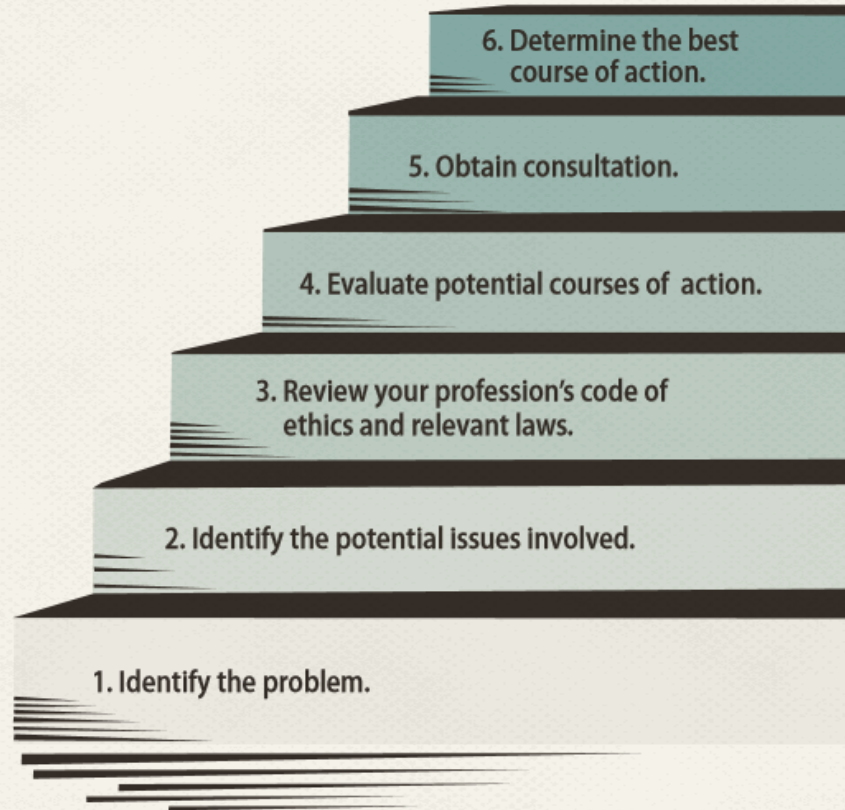 6. Determine the best
course of action.
5. Obtain consultation.
4. Evaluate potential courses of action.
3. Review your profession's code of
ethics and relevant laws.
2. Identify the potential issues involved.
1. Identify the problem.